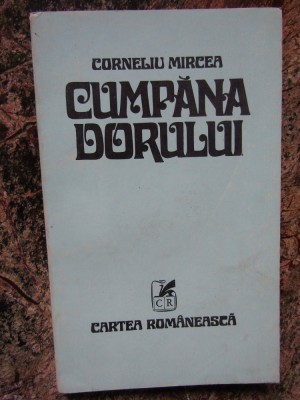 CORNELIU MIRCEA
CUMPĂNA
DORULUI
CR
CARTEA ROMÂNEASCĂ